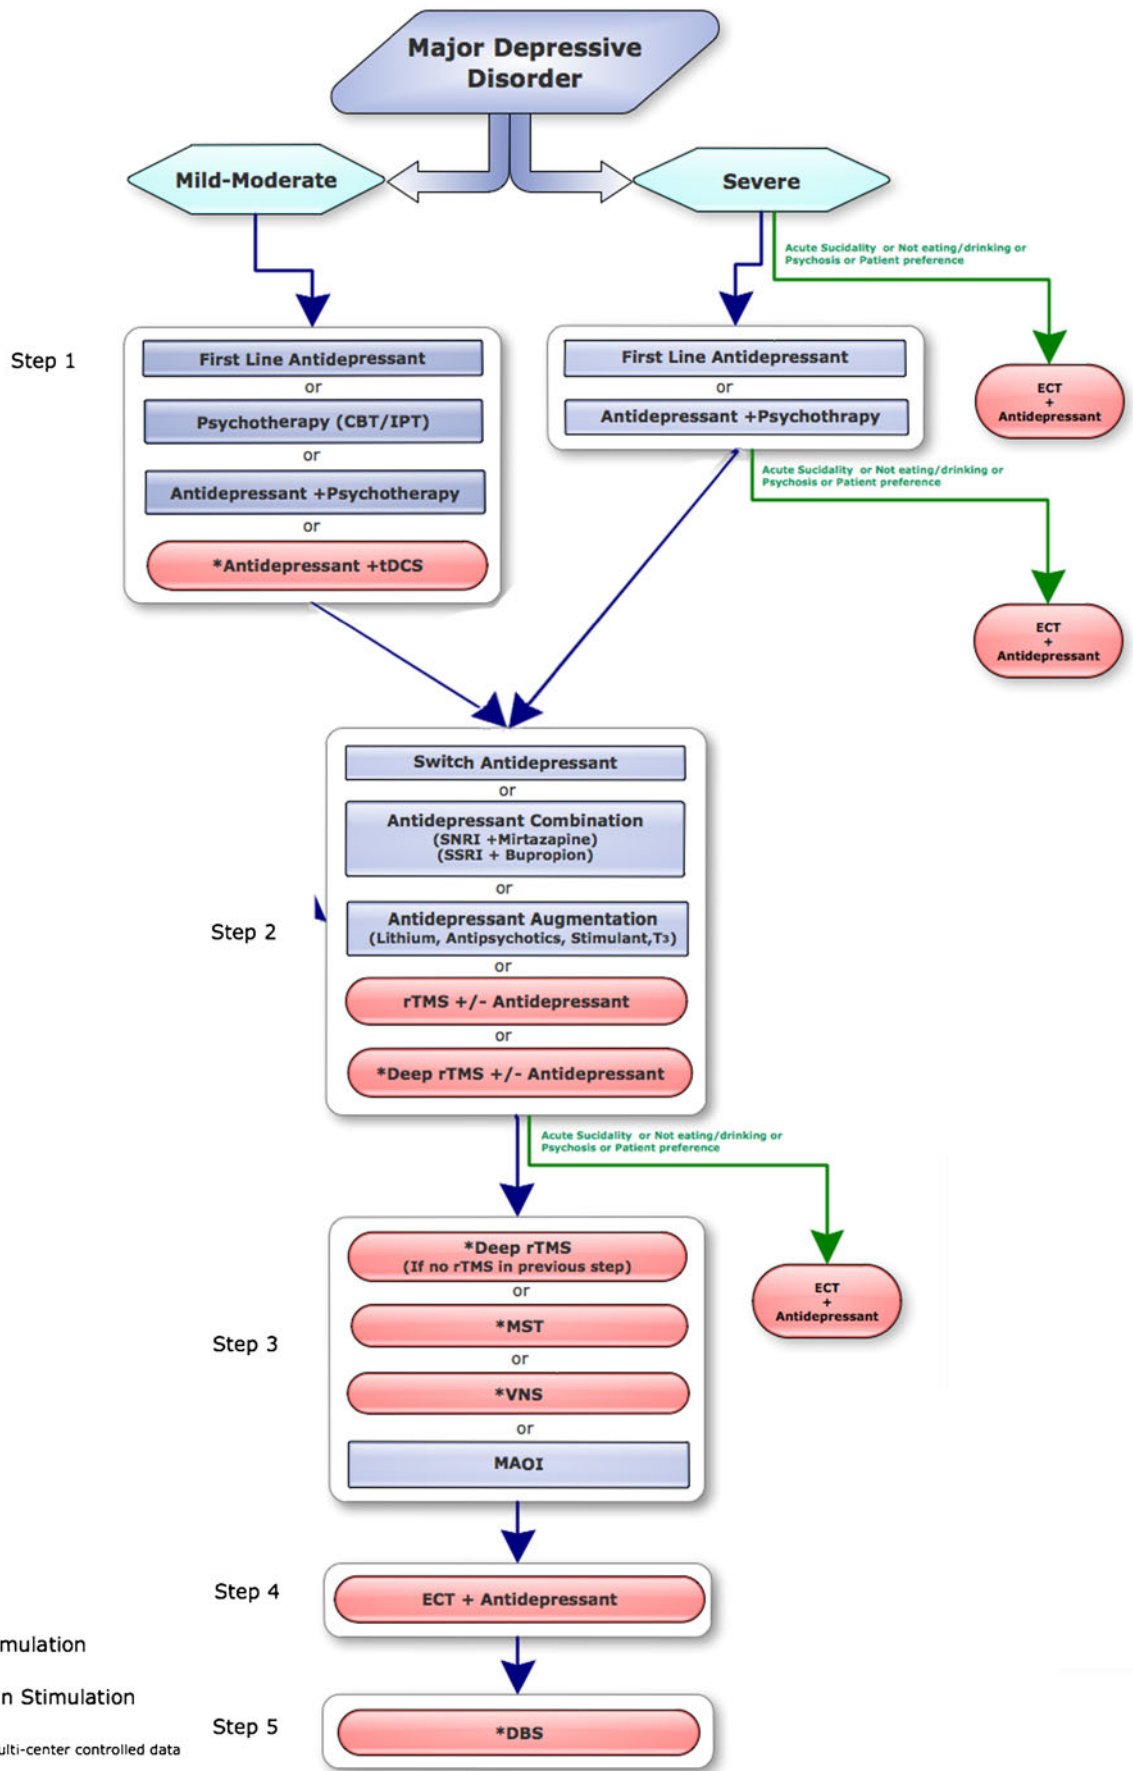 Major Depressive
Disorder
Mild-Moderate
Severe
Acute Sucidality or Not eating/drinking or
Psychosis or Patient preference
Step 1
First Line Antidepressant
or
Psychotherapy (CBT/IPT)
or
Antidepressant +Psychotherapy
or
*Antidepressant +tDCS
First Line Antidepressant
or
Antidepressant +Psychothrapy
ECT
+
Antidepressant
Acute Sucidality or Not eating/drinking or
Psychosis or Patient preference
ECT
+
Antidepressant
Step 2
Switch Antidepressant
or
Antidepressant Combination
(SNRI +Mirtazapine)
(SSRI + Bupropion)
or
Antidepressant Augmentation
(Lithium, Antipsychotics, Stimulant,T3)
or
rTMS +/- Antidepressant
or
*Deep rTMS +/- Antidepressant
Acute Sucidality or Not eating/drinking or
Psychosis or Patient preference
Step 3
*Deep rTMS
(If no rTMS in previous step)
or
*MST
or
*VNS
or
MAOI
ECT
+
Antidepressant
Step 4
ECT + Antidepressant
mulation
n Stimulation
Step 5
*DBS
ulti-center controlled data